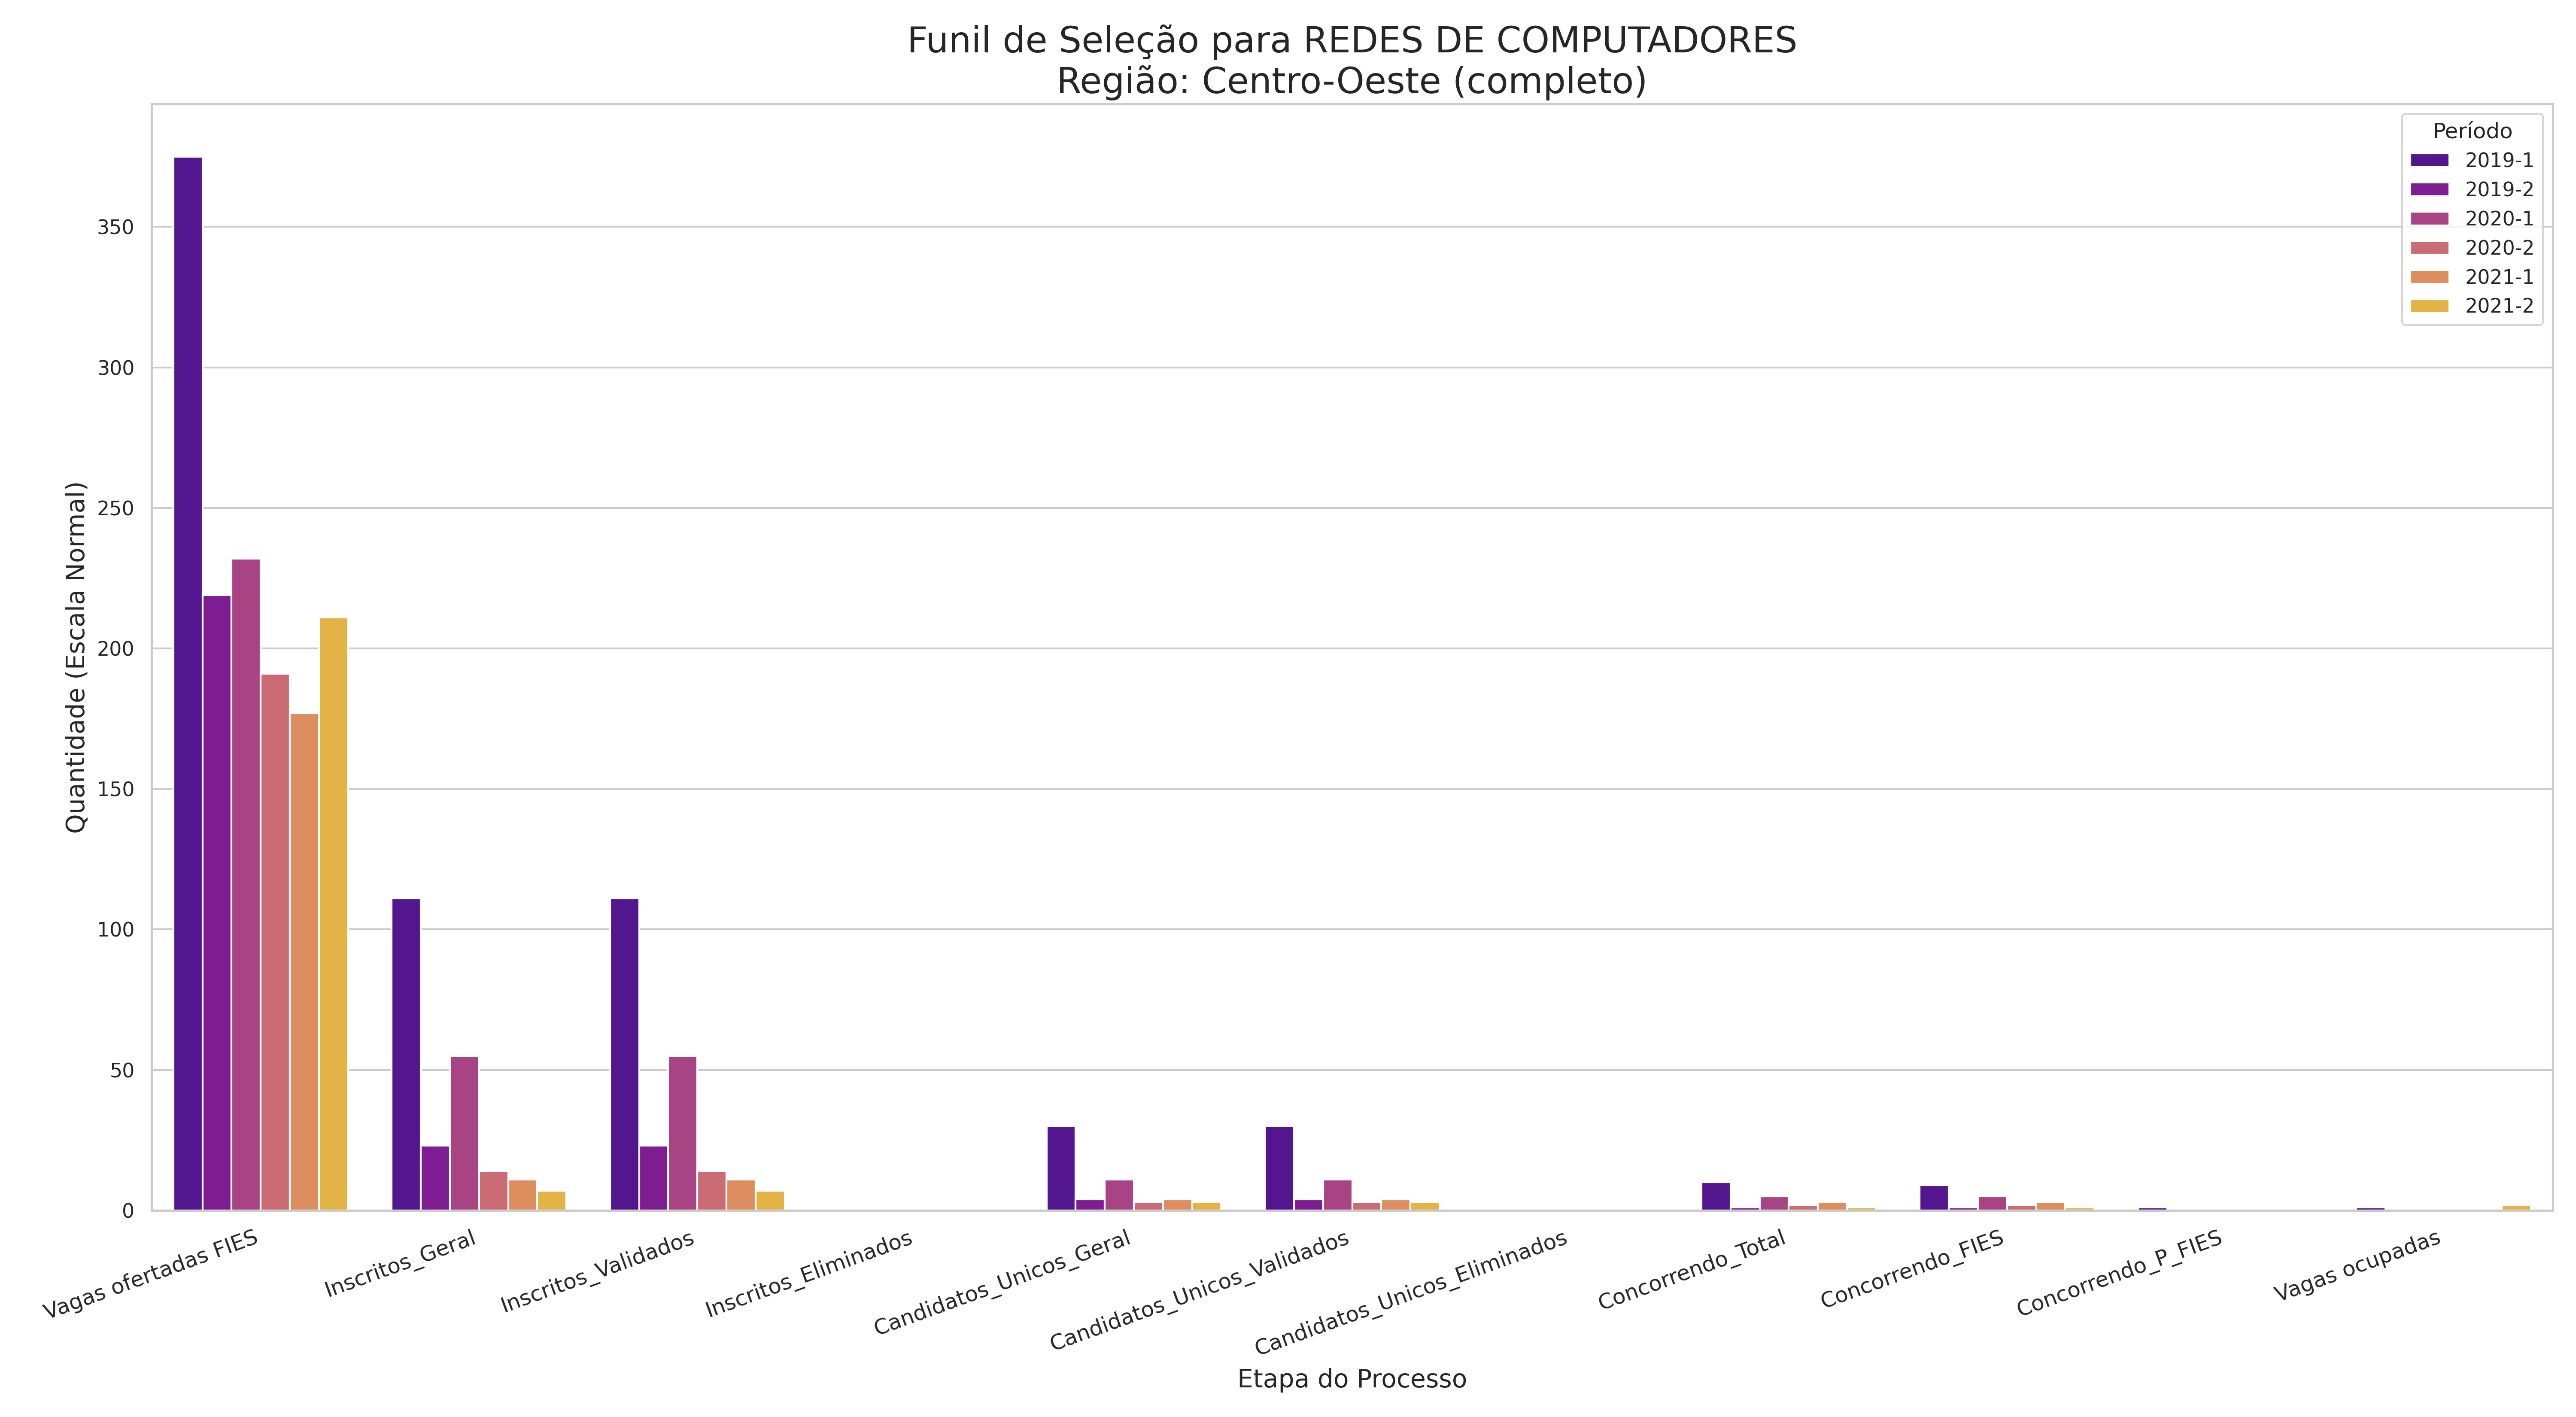 Funil de Seleção para REDES DE COMPUTADORES
Região: Centro-Oeste (completo)
Quantidade (Escala Normal)
350
300
250
200
150
100
50
0
Período
2019-1
2019-2
2020-1
2020-2
2021-1
2021-2
Vagas ofertadas FIES
Inscritos_Geral
Inscritos_Validados
Inscritos_Eliminados
Candidatos_Unicos_Geral
Candidatos_Unicos_Validados
Candidatos_Unicos_Eliminados
Concorrendo_Total
Concorrendo_FIES
Concorrendo_P_FIES
Vagas ocupadas
Etapa do Processo